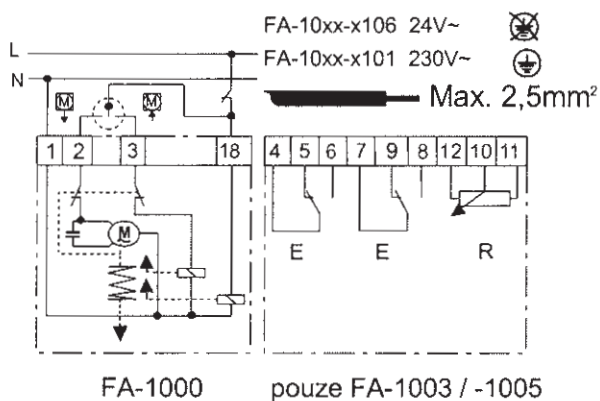 FA-10xx-x106 24V~
L
FA-10xx-x101 230V~
N
M M
Max. 2,5mm²
1 2 3 18 4 5 6 7 9 8 12 10 11
M
E E R
FA-1000 pouze FA-1003 / -1005